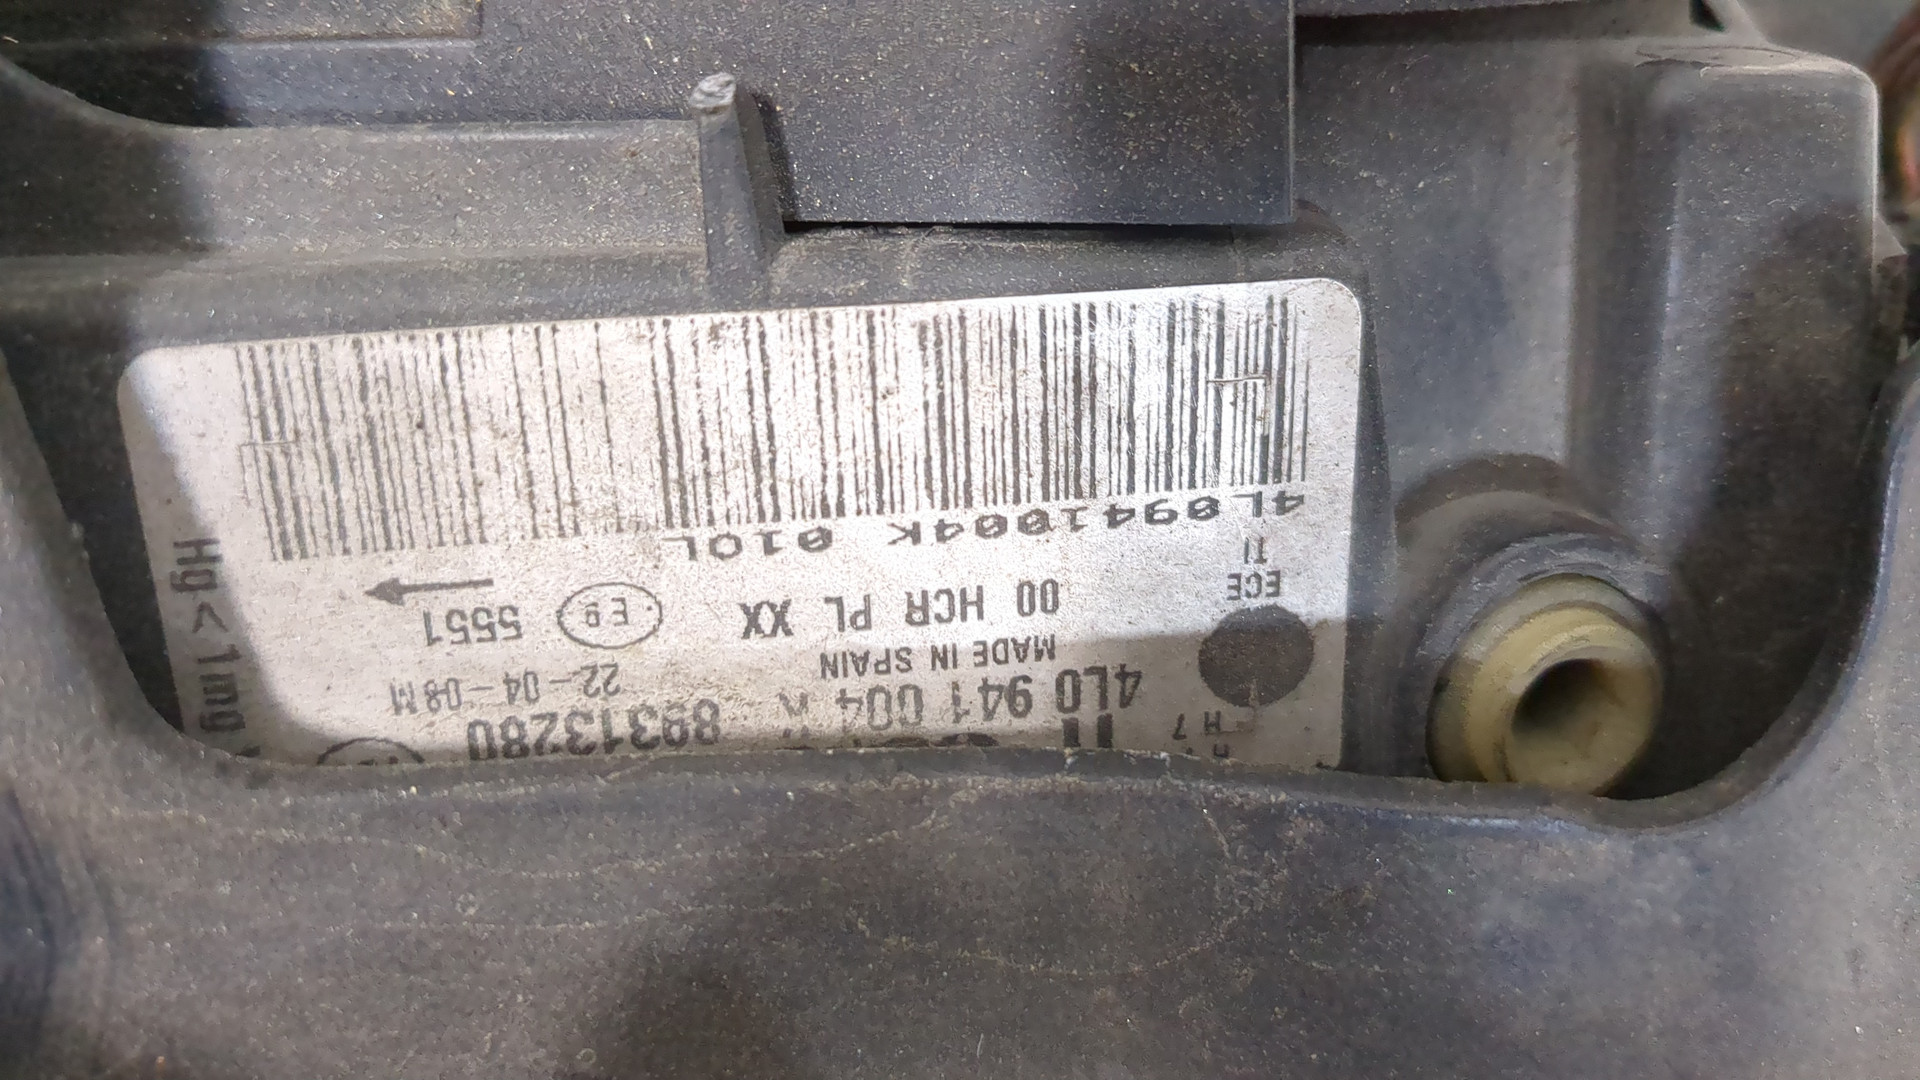 H7
4L0 941 004 K 89313280
MADE IN SPAIN 22-04-08M
00 HCR PL XX E9 5551
ECE
TI
4L0941004K 010L
Hg<1mg